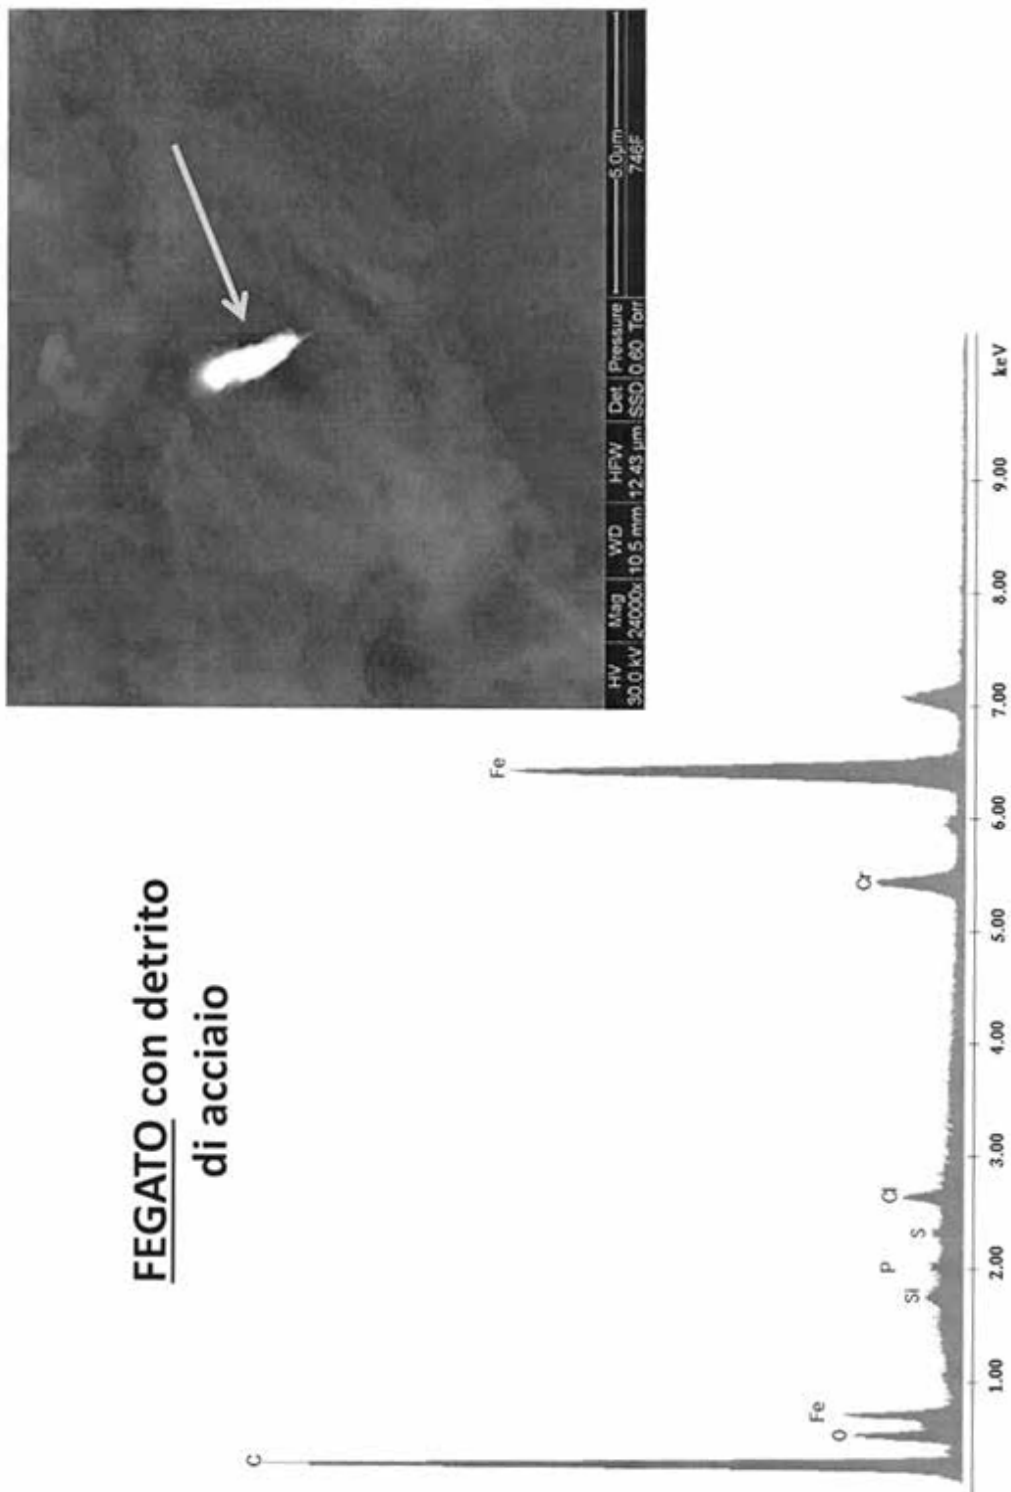 FEGATO con detrito
di acciaio
HV Mag WD HFW Det Pressure 5.0µm
30.0 kV 24000x 10.5 mm 12.43 µm SSD 0.60 Torr 746F
C
O
Fe
Si
P
S
Cl
Cr
Fe
1.00 2.00 3.00 4.00 5.00 6.00 7.00 8.00 9.00 keV